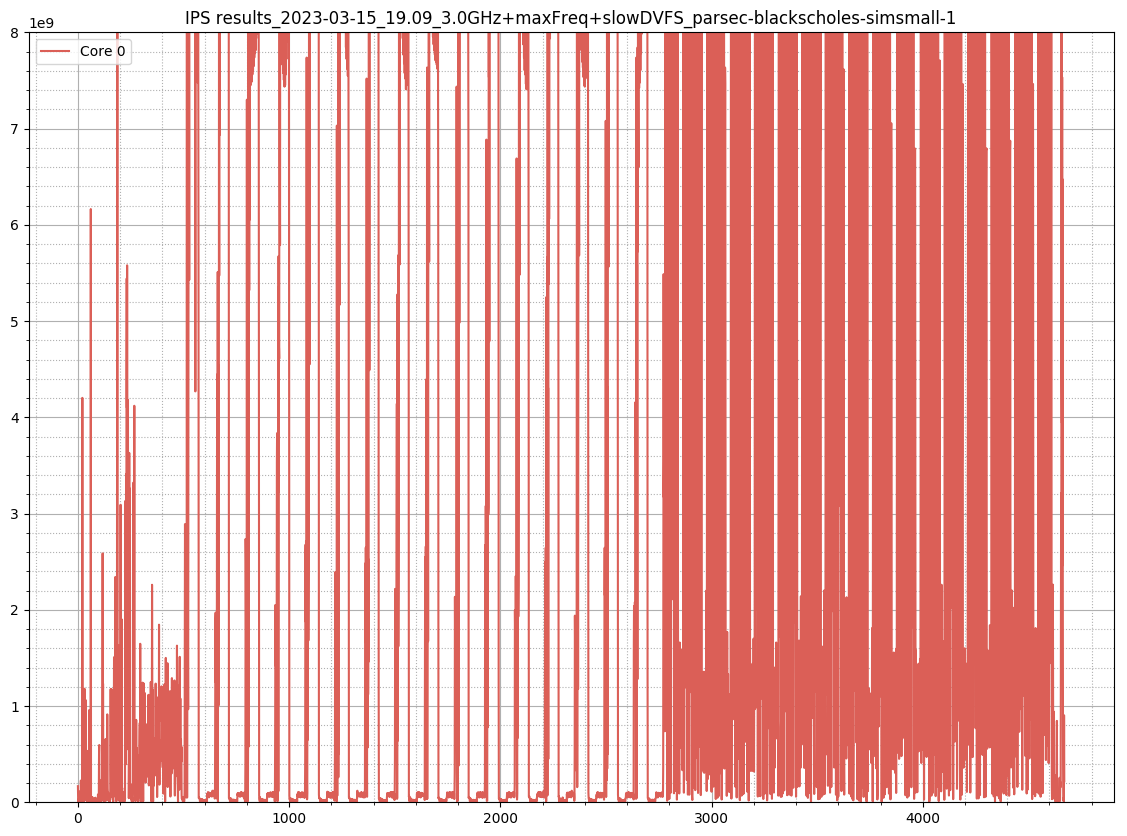 IPS results_2023-03-15_19.09_3.0GHz+maxFreq+slowDVFS_parsec-blackscholes-simsmall-1
1e9
Core 0
8
7
6
5
4
3
2
1
0
0 1000 2000 3000 4000